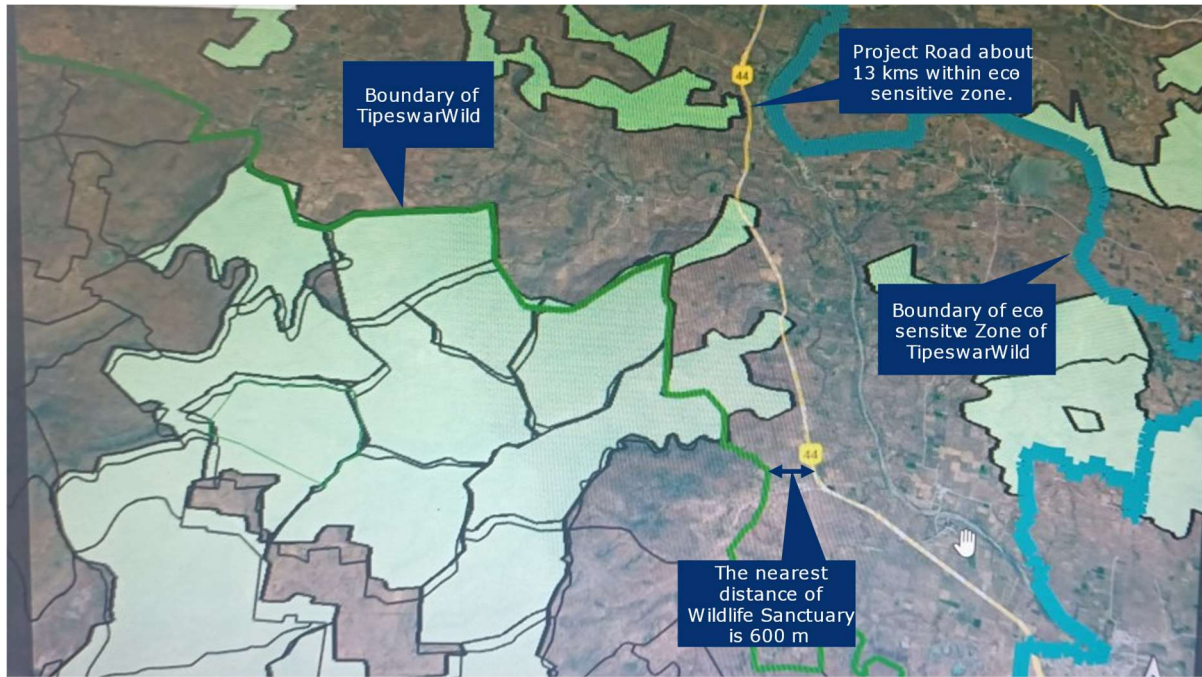 Project Road about
13 kms within eco
sensitive zone.
44
Boundary of
TipeswarWild
Boundary of eco
sensitve Zone of
TipeswarWild
44
The nearest
distance of
Wildlife Sanctuary
is 600 m